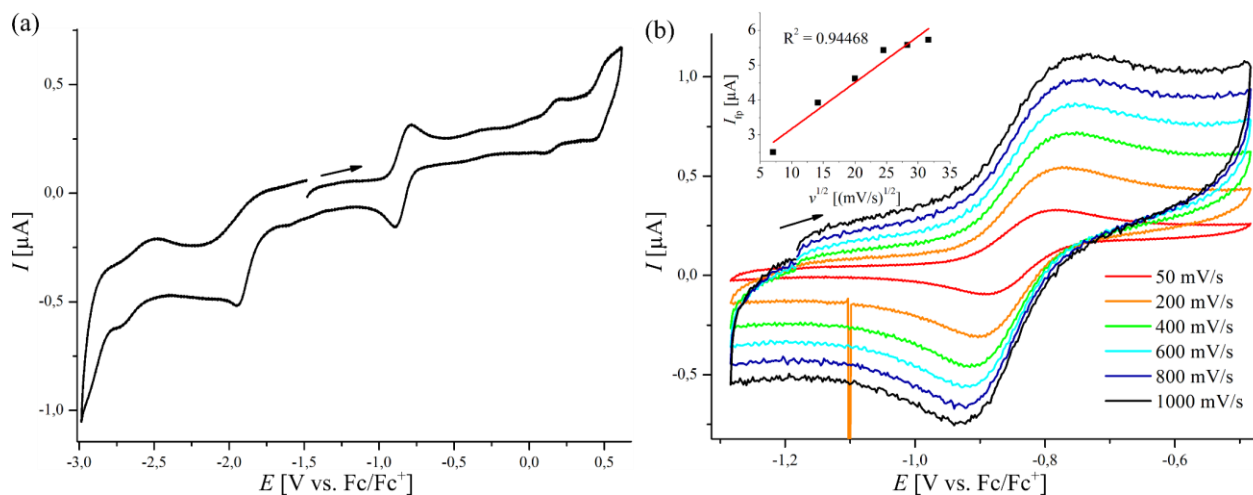 (a)
I [µA]
0,5
0,0
-0,5
-1,0
-3,0 -2,5 -2,0 -1,5 -1,0 -0,5 0,0 0,5
E [V vs. Fc/Fc⁺]
(b)
I [µA]
1,0
0,5
0,0
-0,5
-1,2 -1,0 -0,8 -0,6
E [V vs. Fc/Fc⁺]
R² = 0.94468
I_fp [µA]
6
5
4
3
0 5 10 15 20 25 30 35
v^1/2 [(mV/s)^1/2]
50 mV/s
200 mV/s
400 mV/s
600 mV/s
800 mV/s
1000 mV/s